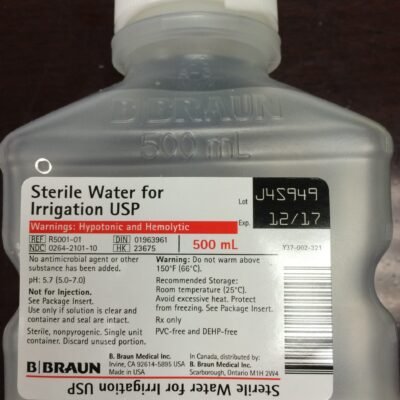 A-3
B BRAUN
500 mL
Sterile Water for
Irrigation USP
Lot J4S949
Exp. 12/17
Warnings: Hypotonic and Hemolytic
REF R5001-01 DIN 01963961
NDC 0264-2101-10 HK 23675
500 mL
Y37-002-321
No antimicrobial agent or other
substance has been added.
pH: 5.7 (5.0-7.0)
Not for Injection.
See Package Insert.
Use only if solution is clear and
container and seal are intact.
Sterile, nonpyrogenic. Single unit
container. Discard unused portion.
Warning: Do not warm above
150°F (66°C).
Recommended Storage:
Room temperature (25°C).
Avoid excessive heat. Protect
from freezing. See Package Insert.
Rx only
PVC-free and DEHP-free
B|BRAUN
B. Braun Medical Inc.
Irvine, CA 92614-5895 USA
In Canada, distributed by:
B. Braun Medical Inc.
Scarborough, Ontario M1H 2W4
Sterile Water for Irrigation USP